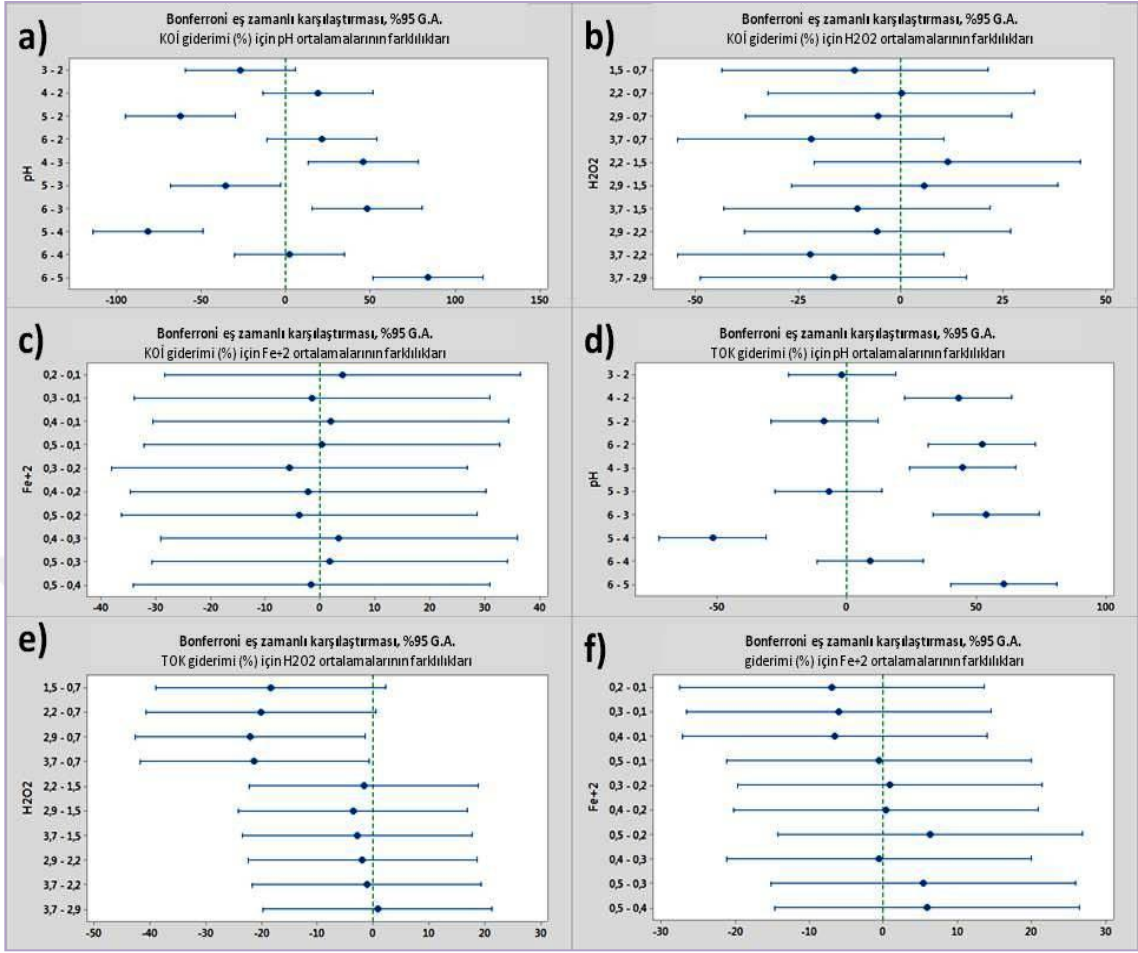 a)
Bonferroni eş zamanlı karşılaştırması, %95 G.A.
KOİ giderimi (%) için pH ortalamalarının farklılıkları
pH
3 - 2
4 - 2
5 - 2
6 - 2
4 - 3
5 - 3
6 - 3
5 - 4
6 - 4
6 - 5
-100 -50 0 50 100 150
b)
Bonferroni eş zamanlı karşılaştırması, %95 G.A.
KOİ giderimi (%) için H2O2 ortalamalarının farklılıkları
H2O2
1,5 - 0,7
2,2 - 0,7
2,9 - 0,7
3,7 - 0,7
2,2 - 1,5
2,9 - 1,5
3,7 - 1,5
2,9 - 2,2
3,7 - 2,2
3,7 - 2,9
-50 -25 0 25 50
c)
Bonferroni eş zamanlı karşılaştırması, %95 G.A.
KOİ giderimi (%) için Fe+2 ortalamalarının farklılıkları
Fe+2
0,2 - 0,1
0,3 - 0,1
0,4 - 0,1
0,5 - 0,1
0,3 - 0,2
0,4 - 0,2
0,5 - 0,2
0,4 - 0,3
0,5 - 0,3
0,5 - 0,4
-40 -30 -20 -10 0 10 20 30 40
d)
Bonferroni eş zamanlı karşılaştırması, %95 G.A.
TOK giderimi (%) için pH ortalamalarının farklılıkları
pH
3 - 2
4 - 2
5 - 2
6 - 2
4 - 3
5 - 3
6 - 3
5 - 4
6 - 4
6 - 5
-50 0 50 100
e)
Bonferroni eş zamanlı karşılaştırması, %95 G.A.
TOK giderimi (%) için H2O2 ortalamalarının farklılıkları
H2O2
1,5 - 0,7
2,2 - 0,7
2,9 - 0,7
3,7 - 0,7
2,2 - 1,5
2,9 - 1,5
3,7 - 1,5
2,9 - 2,2
3,7 - 2,2
3,7 - 2,9
-50 -40 -30 -20 -10 0 10 20 30
f)
Bonferroni eş zamanlı karşılaştırması, %95 G.A.
giderimi (%) için Fe+2 ortalamalarının farklılıkları
Fe+2
0,2 - 0,1
0,3 - 0,1
0,4 - 0,1
0,5 - 0,1
0,3 - 0,2
0,4 - 0,2
0,5 - 0,2
0,4 - 0,3
0,5 - 0,3
0,5 - 0,4
-30 -20 -10 0 10 20 30